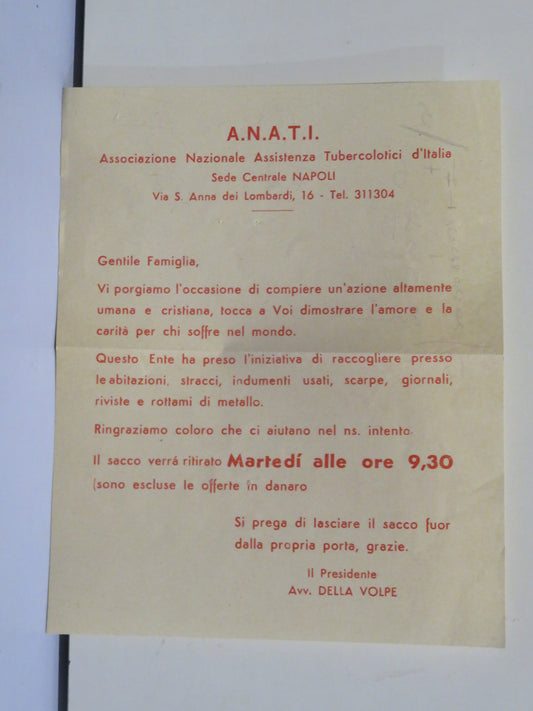 A.N.A.T.I.
Associazione Nazionale Assistenza Tubercolotici d'Italia
Sede Centrale NAPOLI
Via S. Anna dei Lombardi, 16 - Tel. 311304
Gentile Famiglia,
Vi porgiamo l'occasione di compiere un'azione altamente
umana e cristiana, tocca a Voi dimostrare l'amore e la
carità per chi soffre nel mondo.
Questo Ente ha preso l'iniziativa di raccogliere presso
le abitazioni, stracci, indumenti usati, scarpe, giornali,
riviste e rottami di metallo.
Ringraziamo coloro che ci aiutano nel ns. intento.
Il sacco verrá ritirato Martedí alle ore 9,30
(sono escluse le offerte in danaro
Si prega di lasciare il sacco fuor
dalla propria porta, grazie.
Il Presidente
Avv. DELLA VOLPE